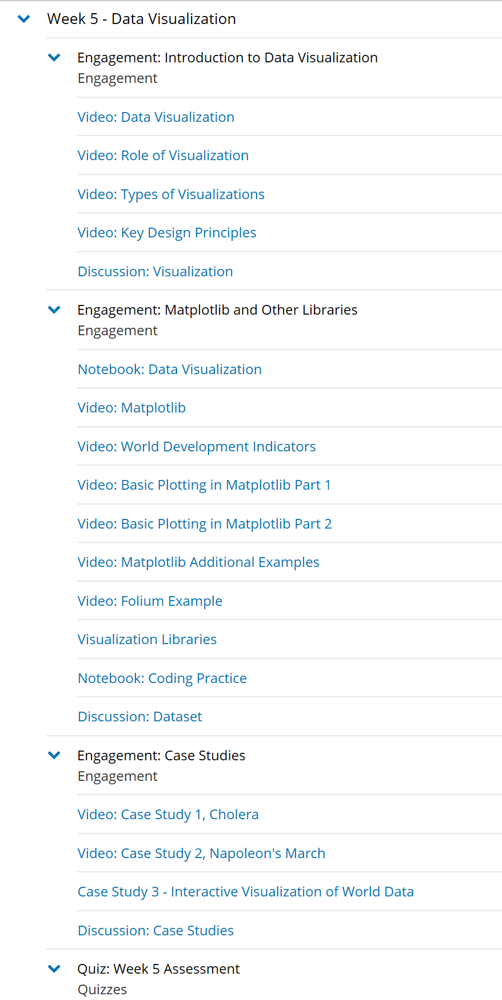 Week 5 - Data Visualization
Engagement: Introduction to Data Visualization
Engagement
Video: Data Visualization
Video: Role of Visualization
Video: Types of Visualizations
Video: Key Design Principles
Discussion: Visualization
Engagement: Matplotlib and Other Libraries
Engagement
Notebook: Data Visualization
Video: Matplotlib
Video: World Development Indicators
Video: Basic Plotting in Matplotlib Part 1
Video: Basic Plotting in Matplotlib Part 2
Video: Matplotlib Additional Examples
Video: Folium Example
Visualization Libraries
Notebook: Coding Practice
Discussion: Dataset
Engagement: Case Studies
Engagement
Video: Case Study 1, Cholera
Video: Case Study 2, Napoleon's March
Case Study 3 - Interactive Visualization of World Data
Discussion: Case Studies
Quiz: Week 5 Assessment
Quizzes